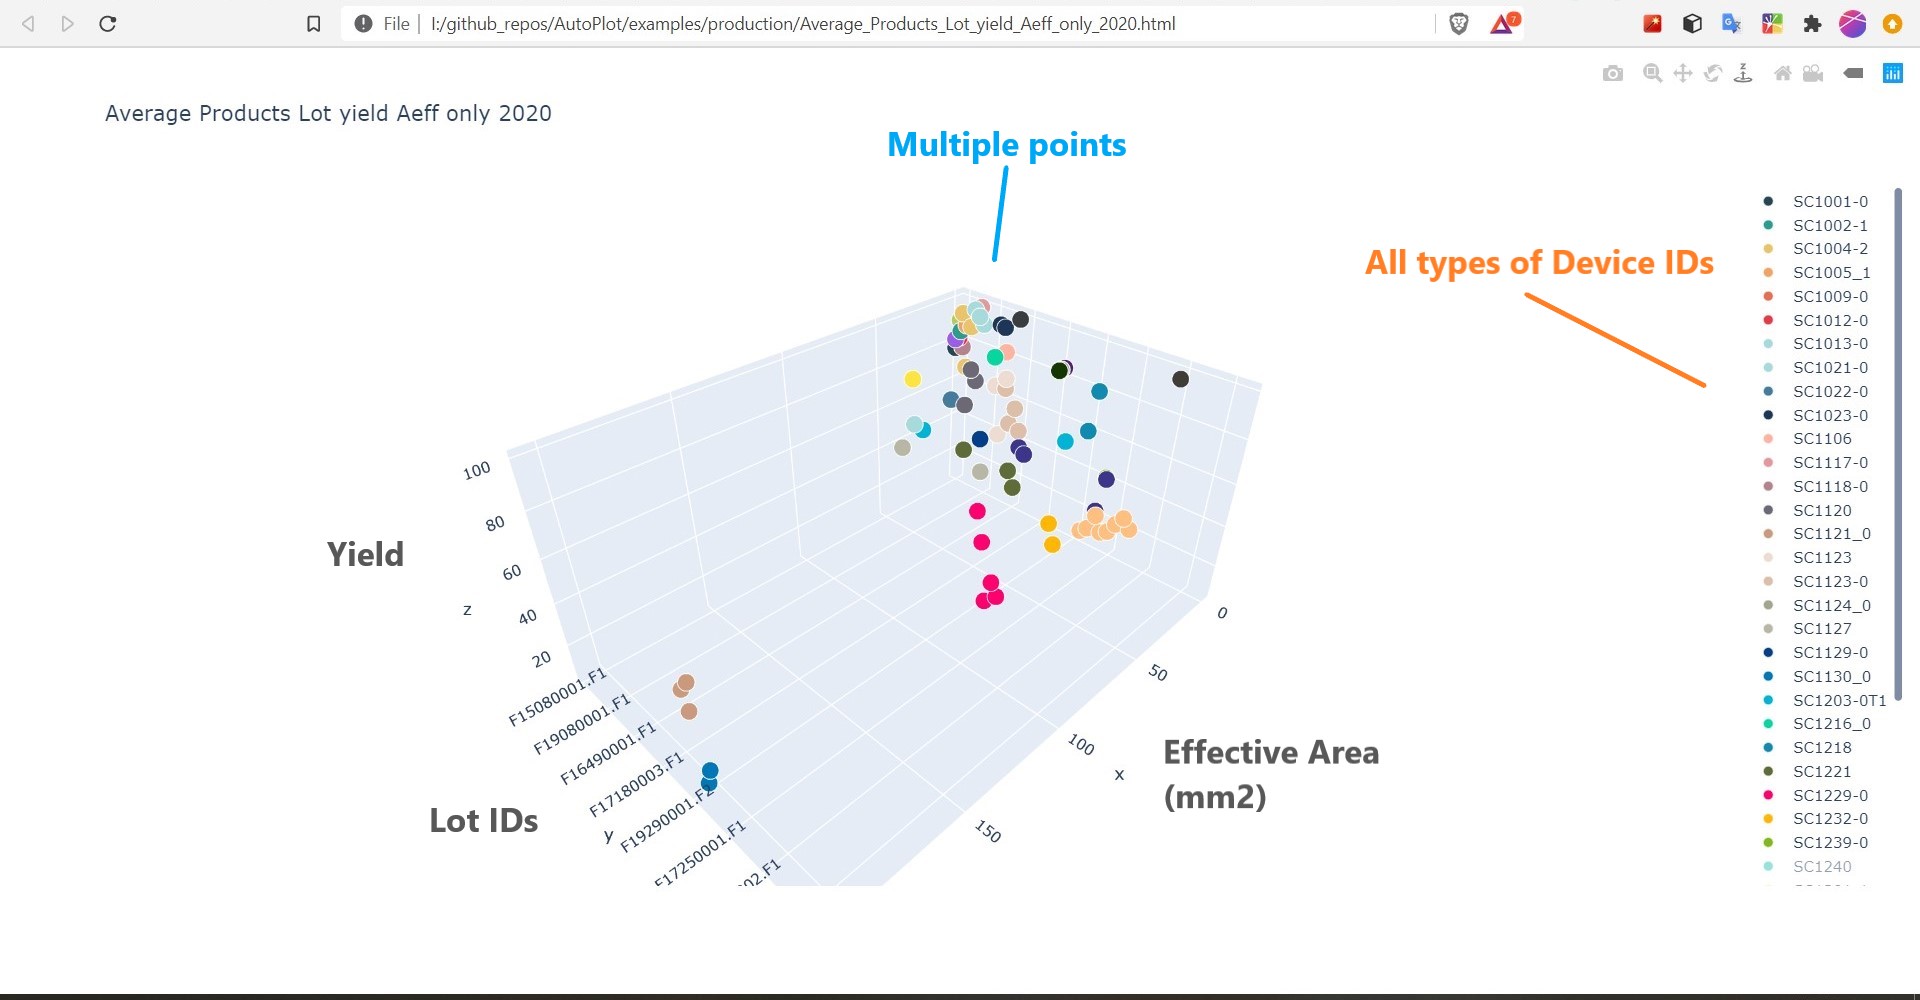 File
I:/github_repos/AutoPlot/examples/production/Average_Products_Lot_yield_Aeff_only_2020.html
7
Average Products Lot yield Aeff only 2020
Multiple points
All types of Device IDs
SC1001-0
SC1002-1
SC1004-2
SC1005_1
SC1009-0
SC1012-0
SC1013-0
SC1021-0
SC1022-0
SC1023-0
SC1106
SC1117-0
SC1118-0
SC1120
SC1121_0
SC1123
SC1123-0
SC1124_0
SC1127
SC1129-0
SC1130_0
SC1203-0T1
SC1216_0
SC1218
SC1221
SC1229-0
SC1232-0
SC1239-0
SC1240
Yield
100
80
60
40
20
z
F15080001.F1
F19080001.F1
F16490001.F1
F17180003.F1
F19290001.F2
F17250001.F1
002.F1
y
Lot IDs
0
50
100
150
x
Effective Area
(mm2)